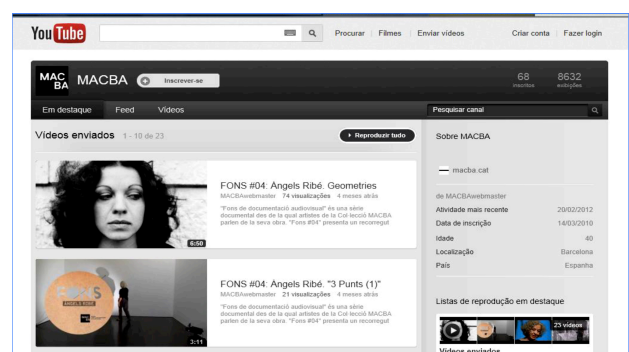 YouTube
Procurar
Filmes
Enviar vídeos
Criar conta
Fazer login
MAC
BA
MACBA
Inscrever-se
68
inscritos
8632
exibições
Em destaque
Feed
Vídeos
Pesquisar canal
Vídeos enviados 1 - 10 de 23
Reproduzir tudo
FONS #04: Àngels Ribé. Geometries
MACBAwebmaster 74 visualizações 4 meses atrás
"Fons de documentació audiovisual" és una sèrie
documental des de la qual artistes de la Col·lecció MACBA
parlen de la seva obra. "Fons #04" presenta un recorregut
6:50
FONS #04: Àngels Ribé. "3 Punts (1)"
MACBAwebmaster 21 visualizações 4 meses atrás
"Fons de documentació audiovisual" és una sèrie
documental des de la qual artistes de la Col·lecció MACBA
parlen de la seva obra. "Fons #04" presenta un recorregut
FONS
ÀNGELS RIBÉ
3:11
Sobre MACBA
macba.cat
de MACBAwebmaster
Atividade mais recente 20/02/2012
Data de inscrição 14/03/2010
Idade 40
Localização Barcelona
País Espanha
Listas de reprodução em destaque
23 vídeos
Vídeos enviados